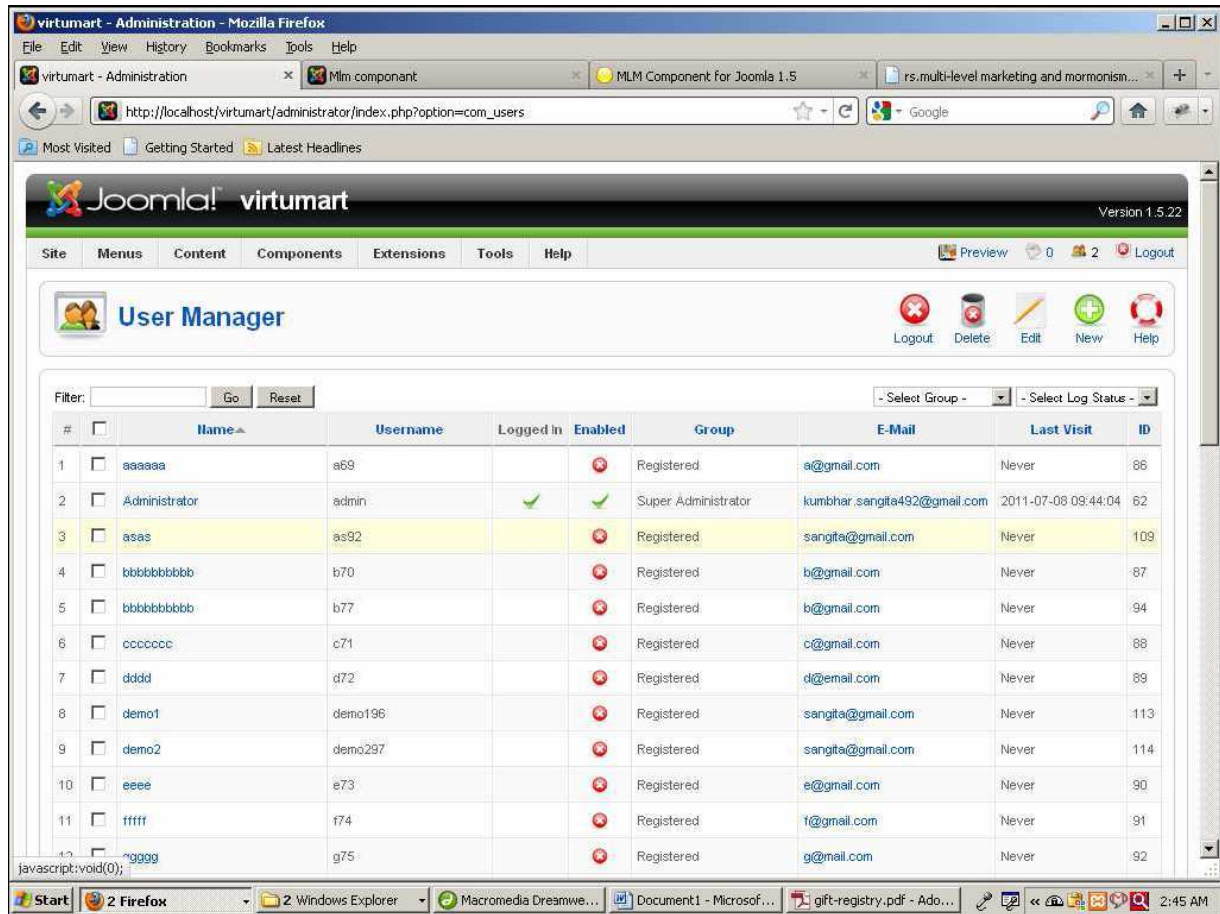 virtumart - Administration - Mozilla Firefox
File Edit View History Bookmarks Tools Help
virtumart - Administration Mlm componant MLM Component for Joomla 1.5 rs.multi-level marketing and mormonism...
http://localhost/virtumart/administrator/index.php?option=com_users Google
Most Visited Getting Started Latest Headlines
Joomla! virtumart
Version 1.5.22
Site Menus Content Components Extensions Tools Help Preview 0 2 Logout
User Manager
Logout Delete Edit New Help
Filter: Go Reset - Select Group - - Select Log Status -
# Name Username Logged In Enabled Group E-Mail Last Visit ID
1 aaaaaa a69 Registered a@gmail.com Never 86
2 Administrator admin Super Administrator kumbhar.sangita492@gmail.com 2011-07-08 09:44:04 62
3 asas as92 Registered sangita@gmail.com Never 109
4 bbbbbbbbbb b70 Registered b@gmail.com Never 87
5 bbbbbbbbbb b77 Registered b@gmail.com Never 94
6 ccccccc c71 Registered c@gmail.com Never 88
7 dddd d72 Registered d@email.com Never 89
8 demo1 demo196 Registered sangita@gmail.com Never 113
9 demo2 demo297 Registered sangita@gmail.com Never 114
10 eeee e73 Registered e@gmail.com Never 90
11 fffff f74 Registered f@gmail.com Never 91
12 ggggg g75 Registered g@mail.com Never 92
javascript:void(0);
Start 2 Firefox 2 Windows Explorer Macromedia Dreamwe... Document1 - Microsof... gift-registry.pdf - Ado... 2:45 AM